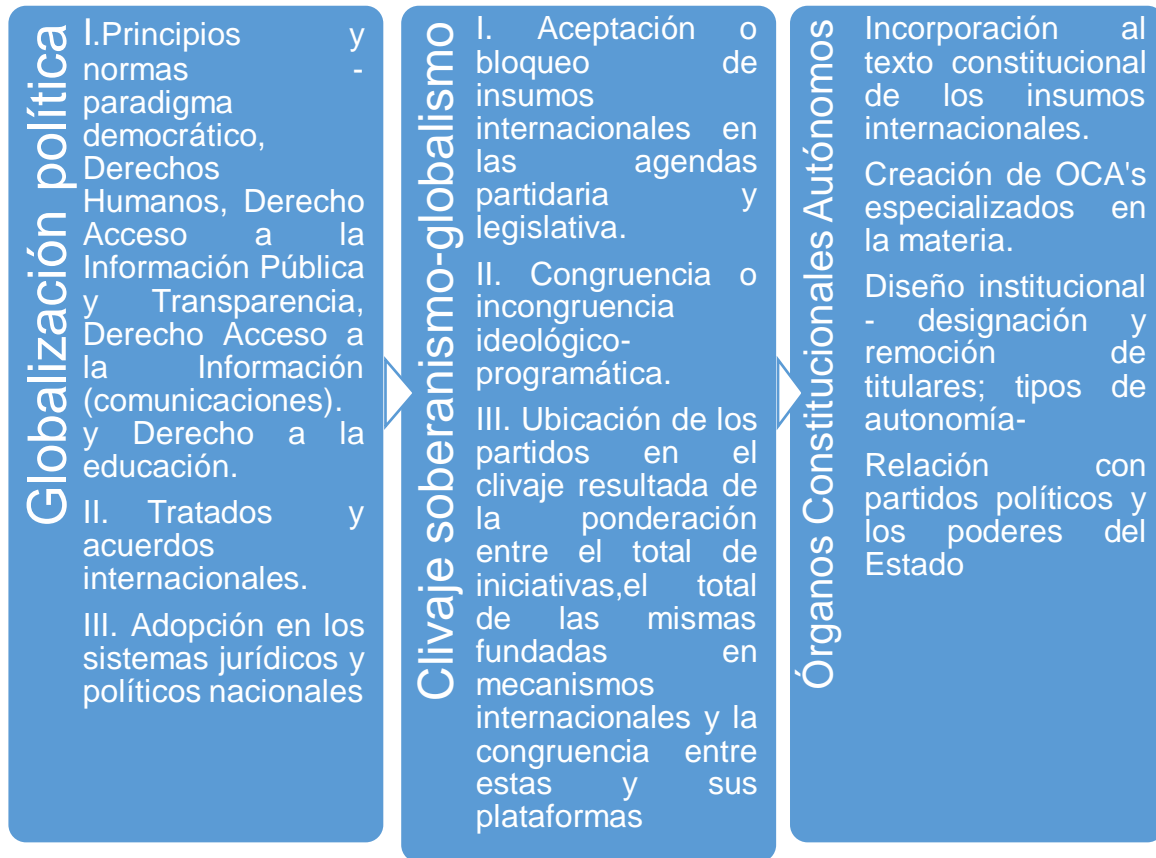 Globalización política
I.Principios y
normas -
paradigma
democrático,
Derechos
Humanos, Derecho
Acceso a la
Información Pública
y Transparencia,
Derecho Acceso a
la Información
(comunicaciones).
y Derecho a la
educación.
II. Tratados y
acuerdos
internacionales.
III. Adopción en los
sistemas jurídicos y
políticos nacionales
Clivaje soberanismo-globalismo
I. Aceptación o
bloqueo de
insumos
internacionales en
las agendas
partidaria y
legislativa.
II. Congruencia o
incongruencia
ideológico-
programática.
III. Ubicación de los
partidos en el
clivaje resultada de
la ponderación
entre el total de
iniciativas,el total
de las mismas
fundadas en
mecanismos
internacionales y la
congruencia entre
estas y sus
plataformas
Órganos Constitucionales Autónomos
Incorporación al
texto constitucional
de los insumos
internacionales.
Creación de OCA's
especializados en
la materia.
Diseño institucional
- designación y
remoción de
titulares; tipos de
autonomía-
Relación con
partidos políticos y
los poderes del
Estado